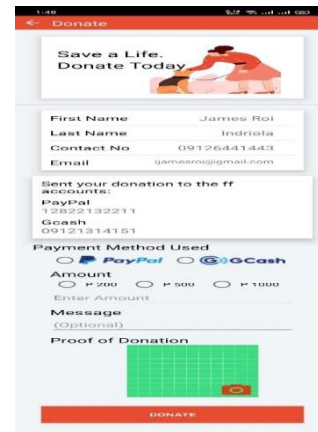 1:48
← Donate
Save a Life.
Donate Today
First Name James Roi
Last Name Indriola
Contact No 09126441443
Email
Sent your donation to the ff
accounts:
PayPal
12822132211
Gcash
09121314151
Payment Method Used
PayPal GCash
Amount
₱ 200 ₱ 500 ₱ 1000
Enter Amount
Message
(Optional)
Proof of Donation
DONATE